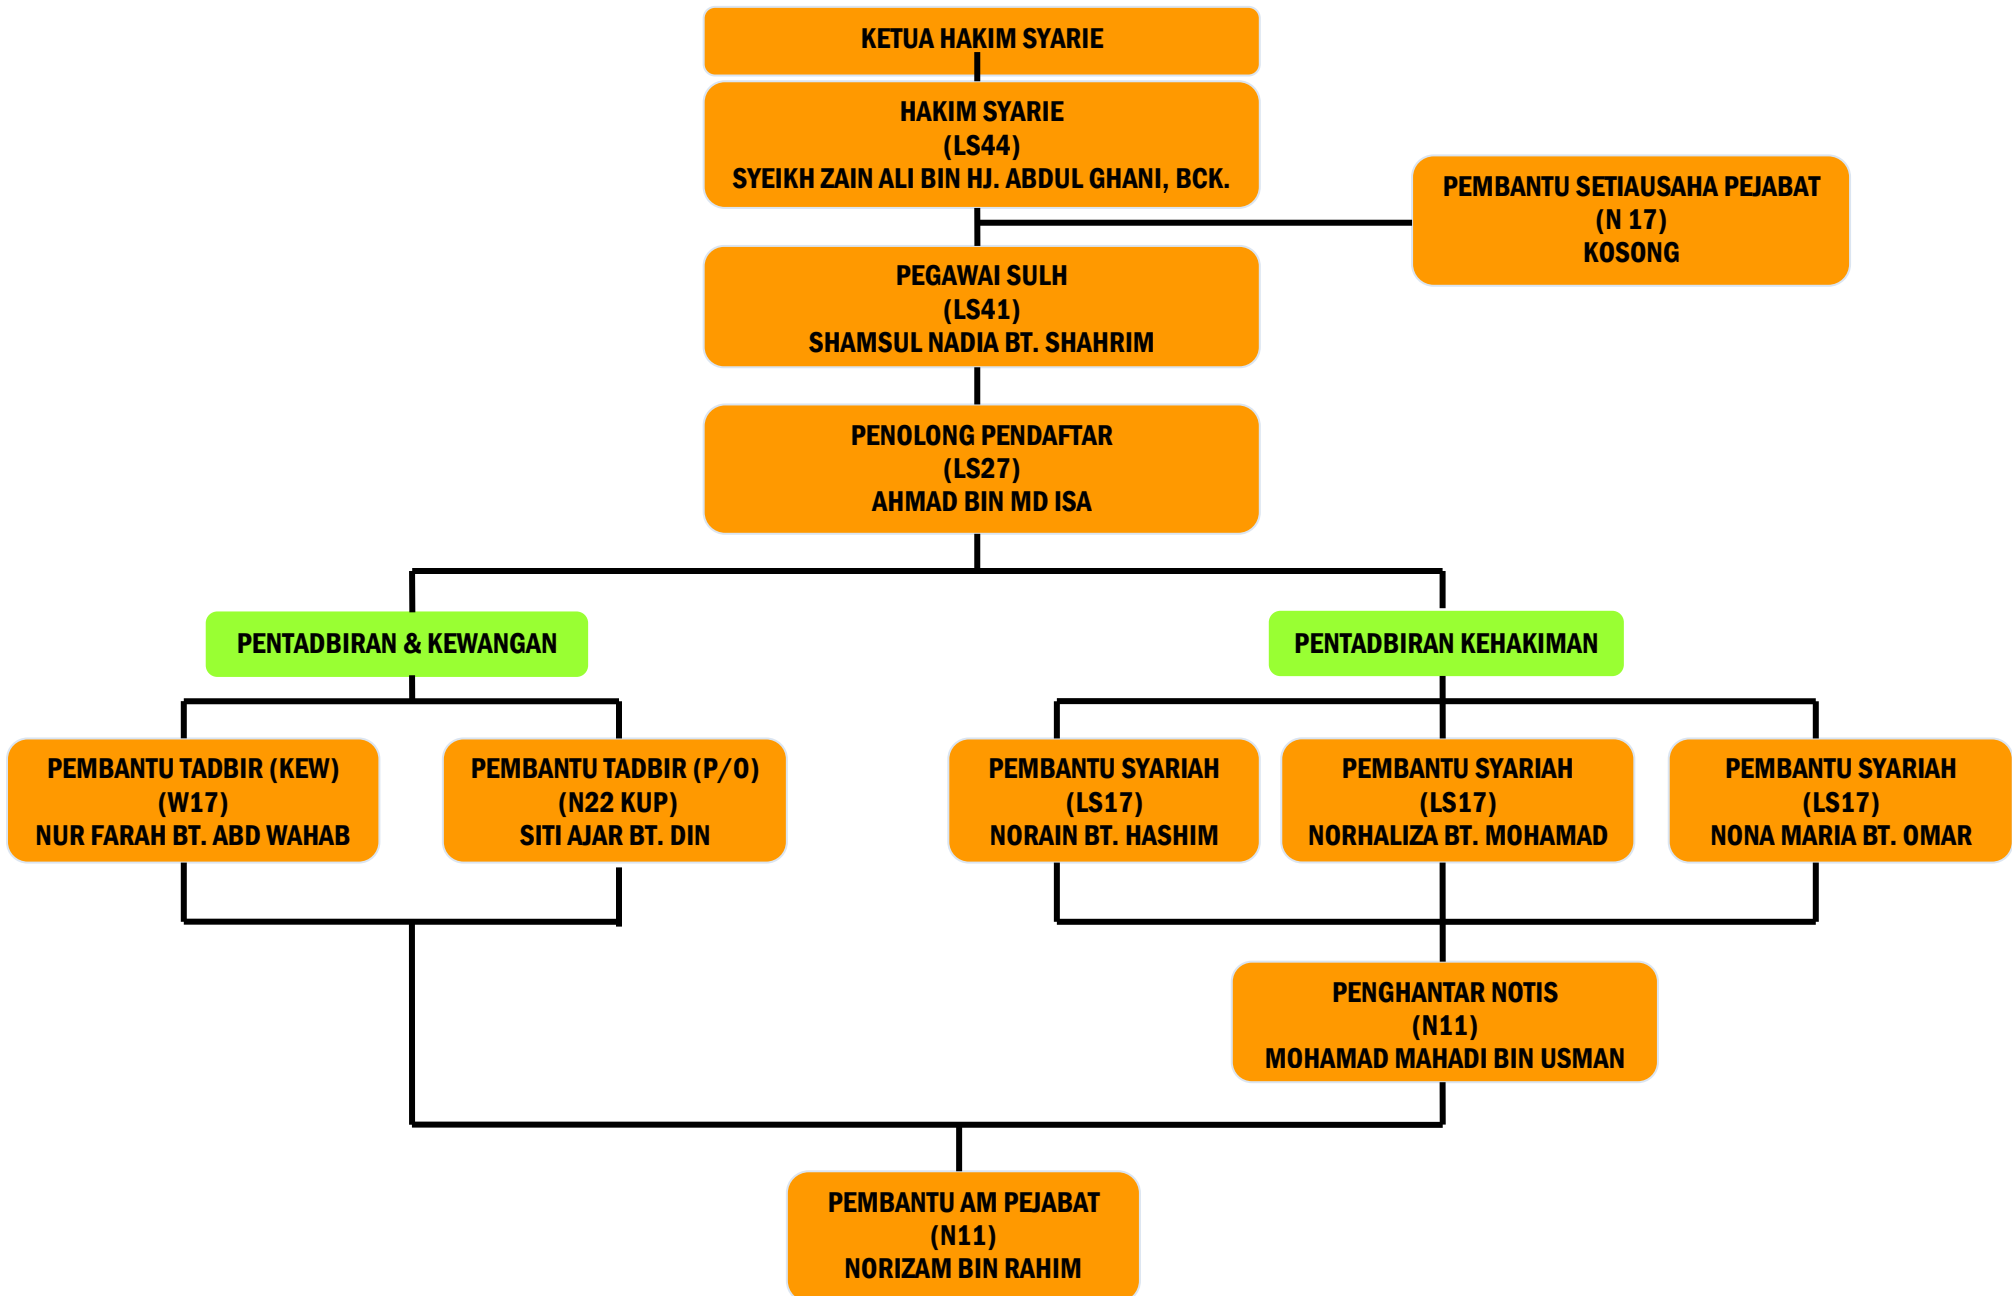 KETUA HAKIM SYARIE
HAKIM SYARIE
(LS44)
SYEIKH ZAIN ALI BIN HJ. ABDUL GHANI, BCK.
PEMBANTU SETIAUSAHA PEJABAT
(N 17)
KOSONG
PEGAWAI SULH
(LS41)
SHAMSUL NADIA BT. SHAHRIM
PENOLONG PENDAFTAR
(LS27)
AHMAD BIN MD ISA
PENTADBIRAN & KEWANGAN
PENTADBIRAN KEHAKIMAN
PEMBANTU TADBIR (KEW)
(W17)
NUR FARAH BT. ABD WAHAB
PEMBANTU TADBIR (P/O)
(N22 KUP)
SITI AJAR BT. DIN
PEMBANTU SYARIAH
(LS17)
NORAIN BT. HASHIM
PEMBANTU SYARIAH
(LS17)
NORHALIZA BT. MOHAMAD
PEMBANTU SYARIAH
(LS17)
NONA MARIA BT. OMAR
PENGHANTAR NOTIS
(N11)
MOHAMAD MAHADI BIN USMAN
PEMBANTU AM PEJABAT
(N11)
NORIZAM BIN RAHIM